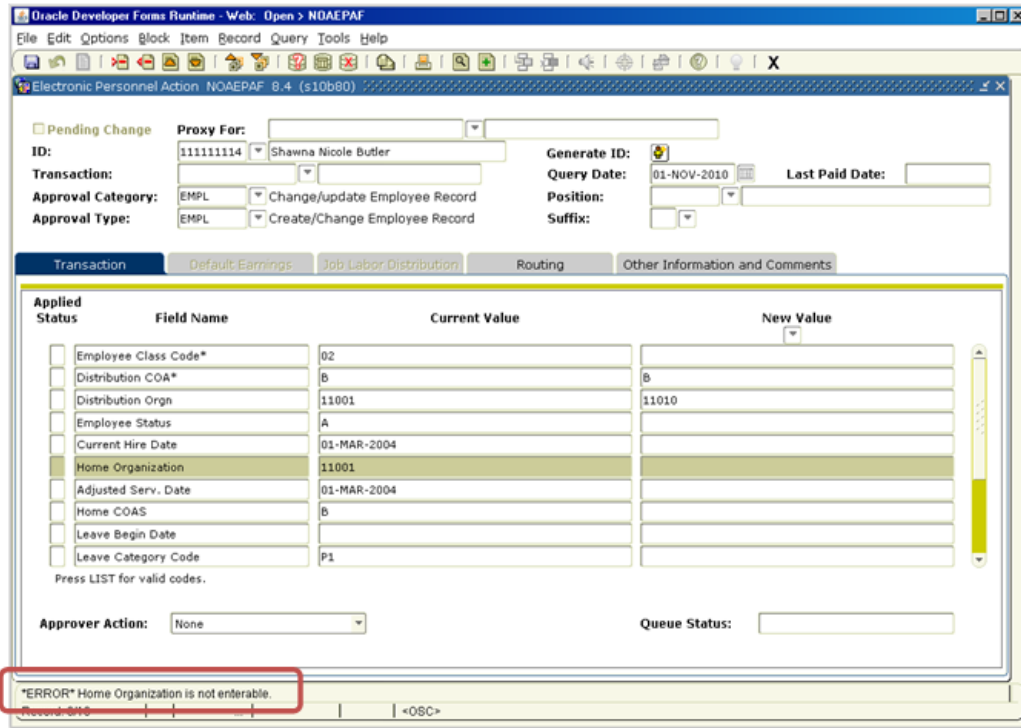 Oracle Developer Forms Runtime - Web: Open > NOAEPAF
File Edit Options Block Item Record Query Tools Help
X
Electronic Personnel Action NOAEPAF 8.4 (s10b80)
Pending Change Proxy For:
ID: 111111114 Shawna Nicole Butler Generate ID:
Transaction: Query Date: 01-NOV-2010 Last Paid Date:
Approval Category: EMPL Change/update Employee Record Position:
Approval Type: EMPL Create/Change Employee Record Suffix:
Transaction Default Earnings Job Labor Distribution Routing Other Information and Comments
Applied
Status Field Name Current Value New Value
Employee Class Code* 02
Distribution COA* B B
Distribution Orgn 11001 11010
Employee Status A
Current Hire Date 01-MAR-2004
Home Organization 11001
Adjusted Serv. Date 01-MAR-2004
Home COAS B
Leave Begin Date
Leave Category Code P1
Press LIST for valid codes.
Approver Action: None Queue Status:
*ERROR* Home Organization is not enterable.
<OSC>